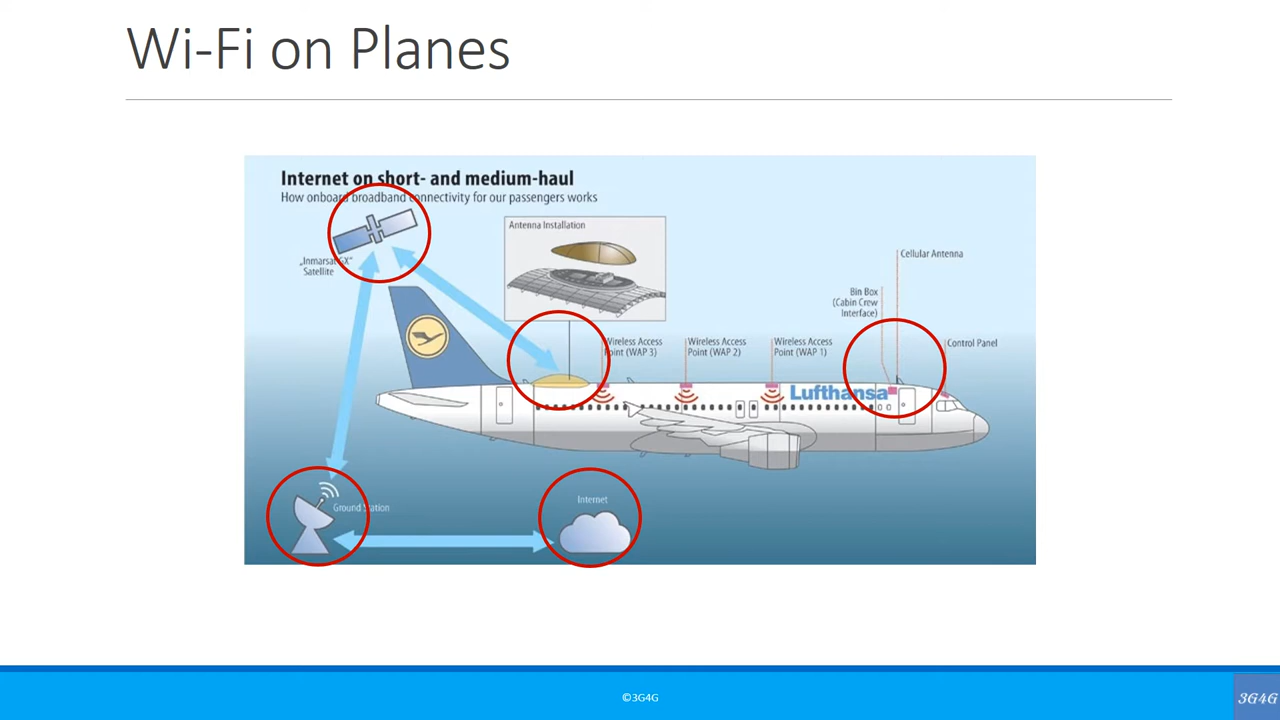 Wi-Fi on Planes
Internet on short- and medium-haul
How onboard broadband connectivity for our passengers works
Antenna Installation
„Inmarsat GX“
Satellite
Cellular Antenna
Bin Box
(Cabin Crew
Interface)
Wireless Access
Point (WAP 3)
Wireless Access
Point (WAP 2)
Wireless Access
Point (WAP 1)
Control Panel
Lufthansa
Ground Station
Internet
©3G4G
3G4G